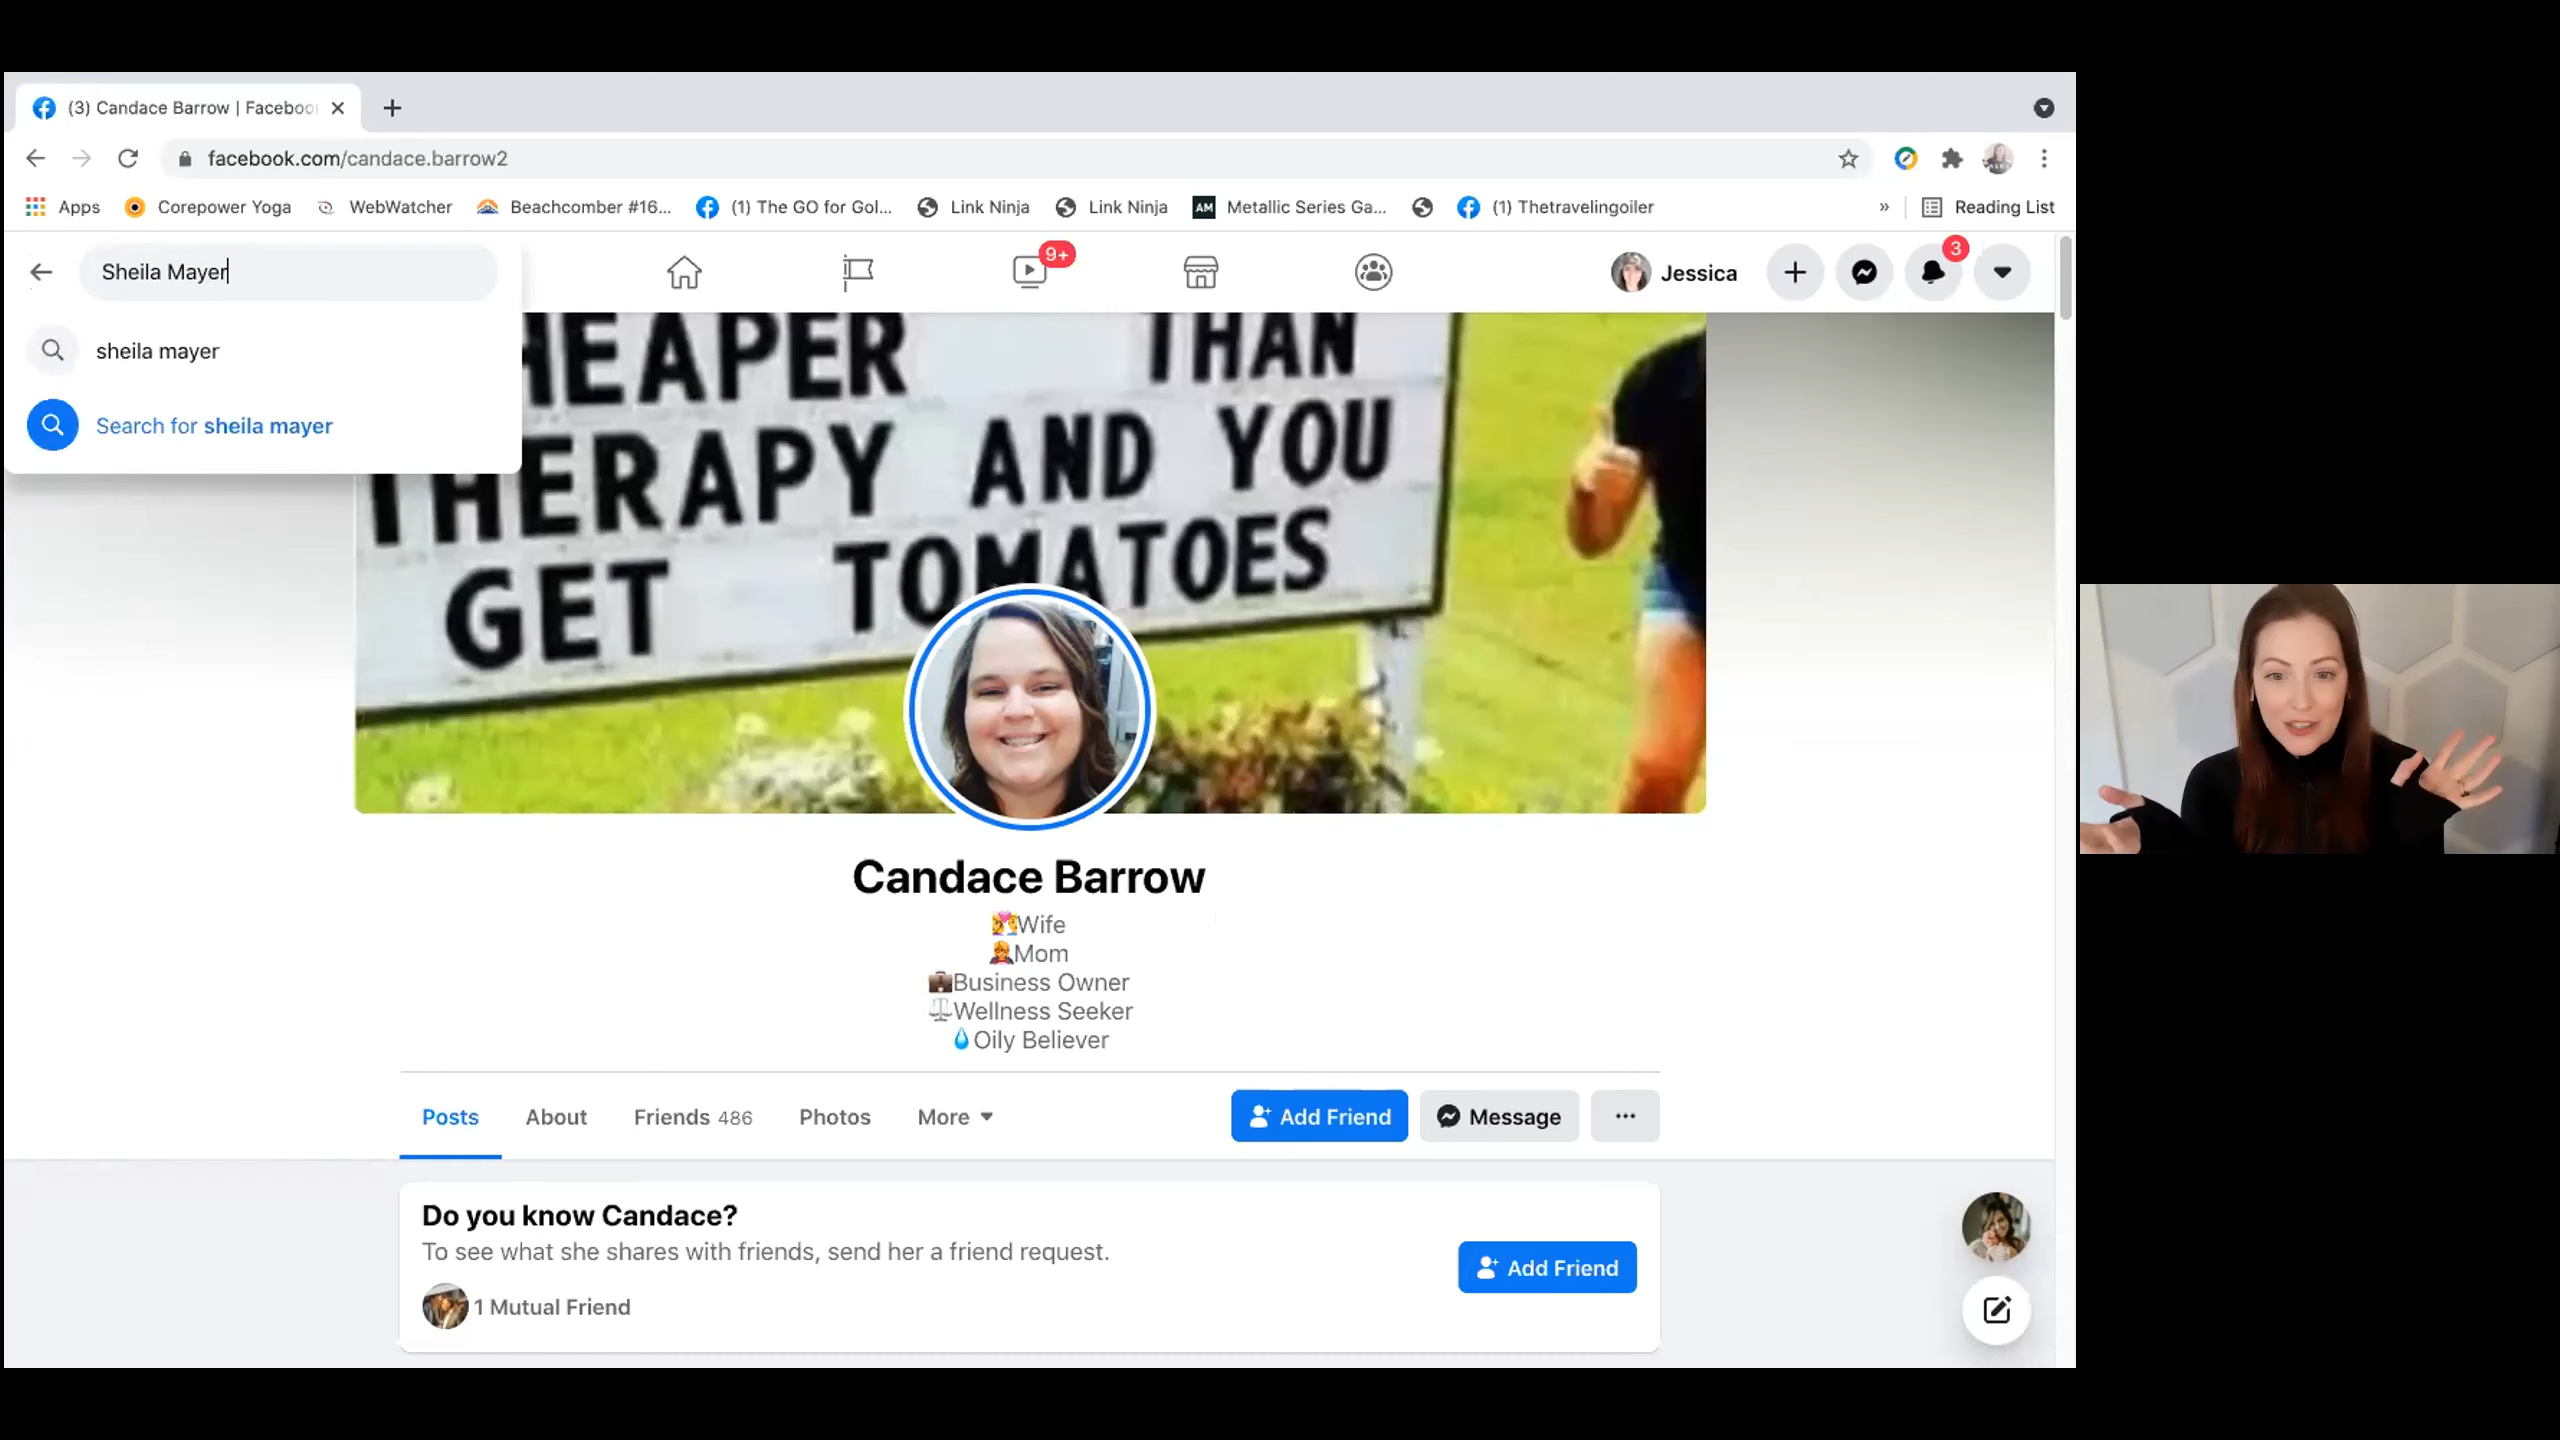 (3) Candace Barrow | Faceboo
facebook.com/candace.barrow2
Apps Corepower Yoga WebWatcher Beachcomber #16... (1) The GO for Gol... Link Ninja Link Ninja AM Metallic Series Ga... (1) Thetravelingoiler » Reading List
Sheila Mayer 9+ Jessica 3
sheila mayer
Search for sheila mayer
HEAPER THAN
THERAPY AND YOU
GET TOMATOES
Candace Barrow
Wife
Mom
Business Owner
Wellness Seeker
Oily Believer
Posts About Friends 486 Photos More Add Friend Message ...
Do you know Candace?
To see what she shares with friends, send her a friend request.
Add Friend
1 Mutual Friend